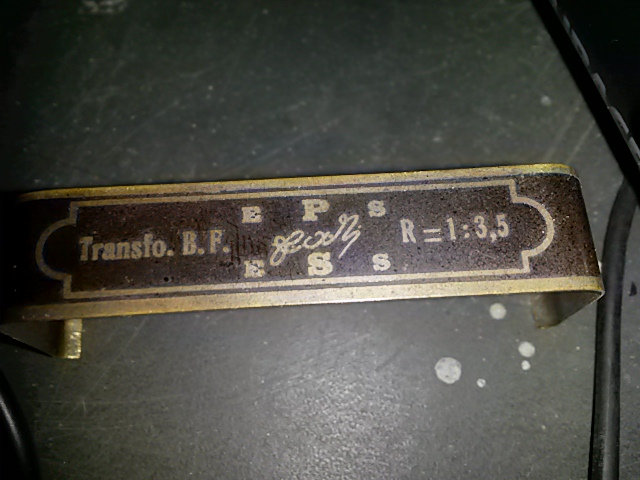 E P S
Transfo. B. F.
R = 1 : 3,5
E S S